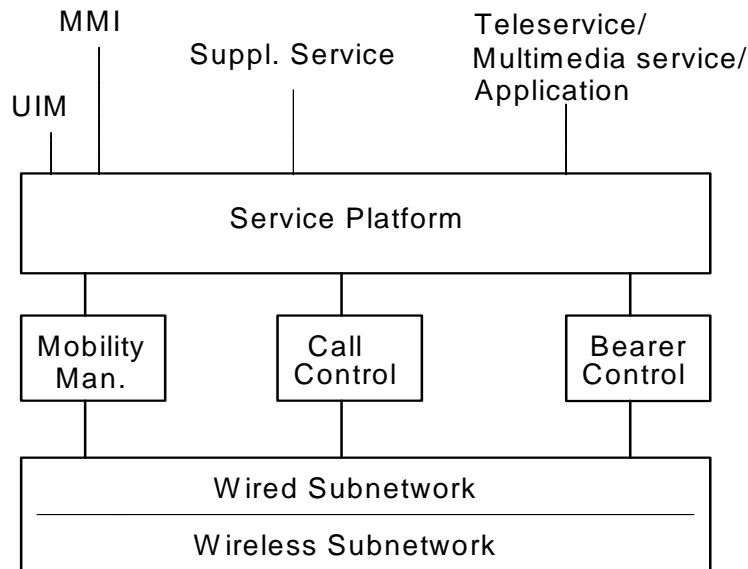 MMI
Suppl. Service
Teleservice/
Multimedia service/
Application
UIM
Service Platform
Mobility
Man.
Call
Control
Bearer
Control
Wired Subnetwork
Wireless Subnetwork